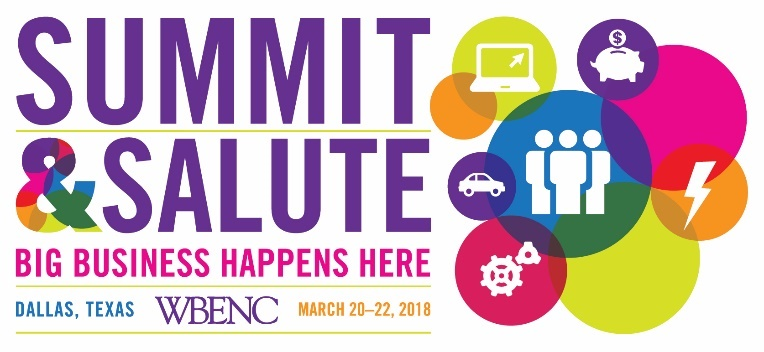 SUMMIT
& SALUTE
BIG BUSINESS HAPPENS HERE
DALLAS, TEXAS WBENC MARCH 20–22, 2018
$